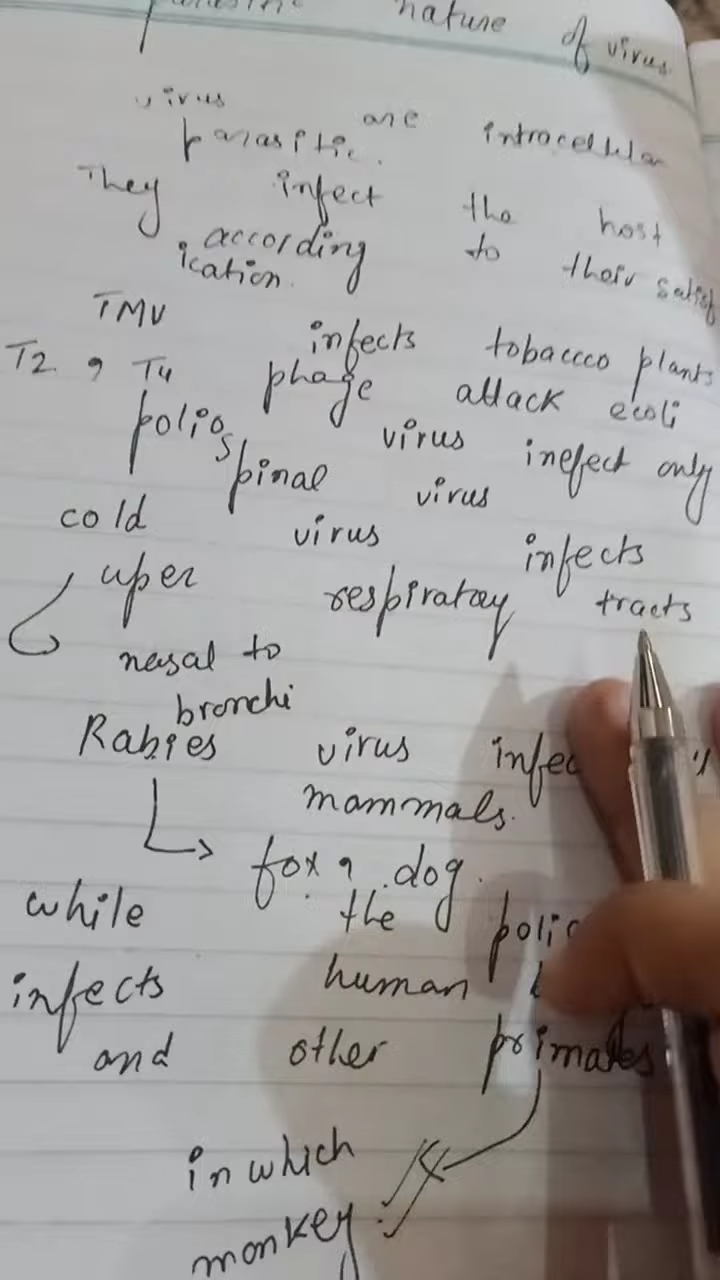 nature of virus
virus are intracellular
parasitic.
They infect the host
according to their satisf
ication.
TMV infects tobaccco plants
T2, T4 phage attack ecoli
polio virus inefect only
spinal virus
cold virus infects
uper respiratoy tracts
nasal to
bronchi
Rabies virus
mammals.
fox, dog.
while the
infects human
and other primates
in which
monkey